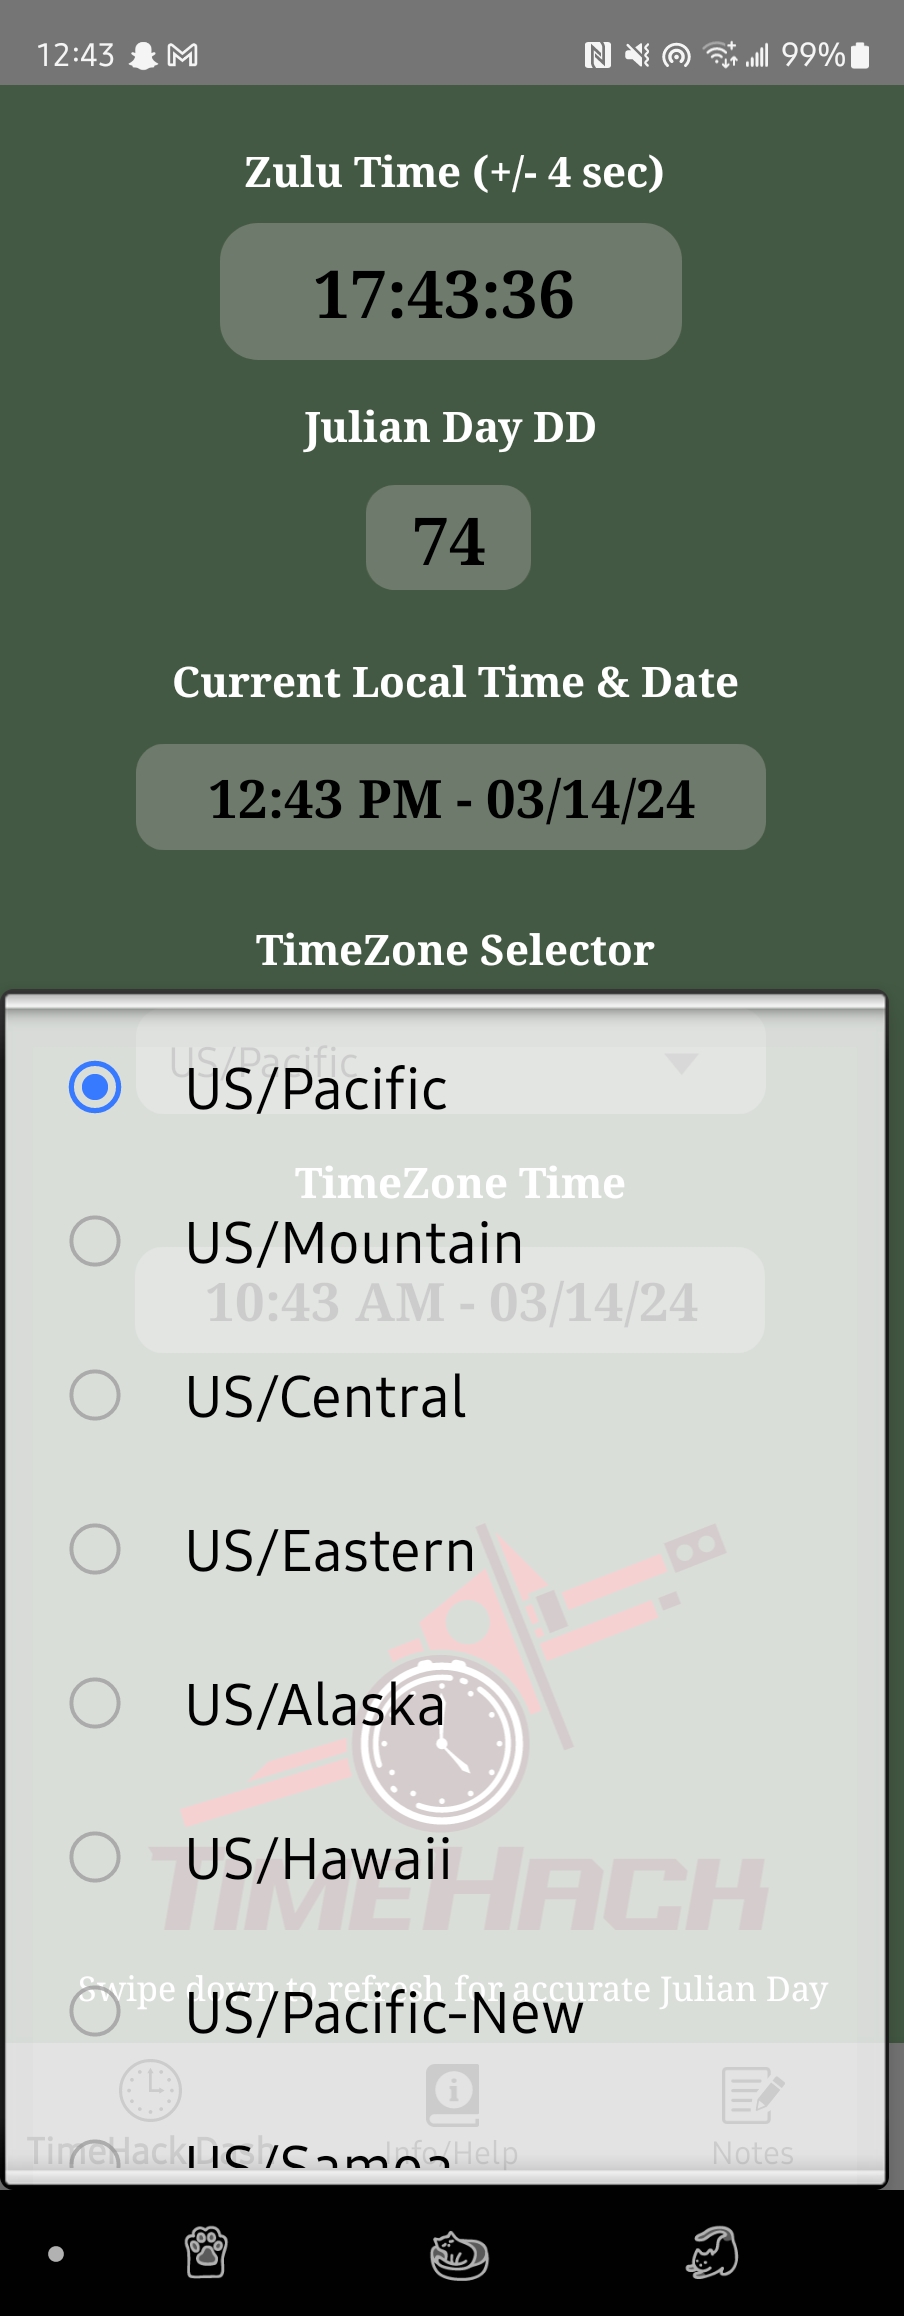 12:43
99%
Zulu Time (+/- 4 sec)
17:43:36
Julian Day DD
74
Current Local Time & Date
12:43 PM - 03/14/24
TimeZone Selector
US/Pacific
US/Pacific
TimeZone Time
US/Mountain
10:43 AM - 03/14/24
US/Central
US/Eastern
US/Alaska
US/Hawaii
TIMEHACK
Swipe down to refresh for accurate Julian Day
US/Pacific-New
TimeHack Dash
Info/Help
Notes
US/Samoa